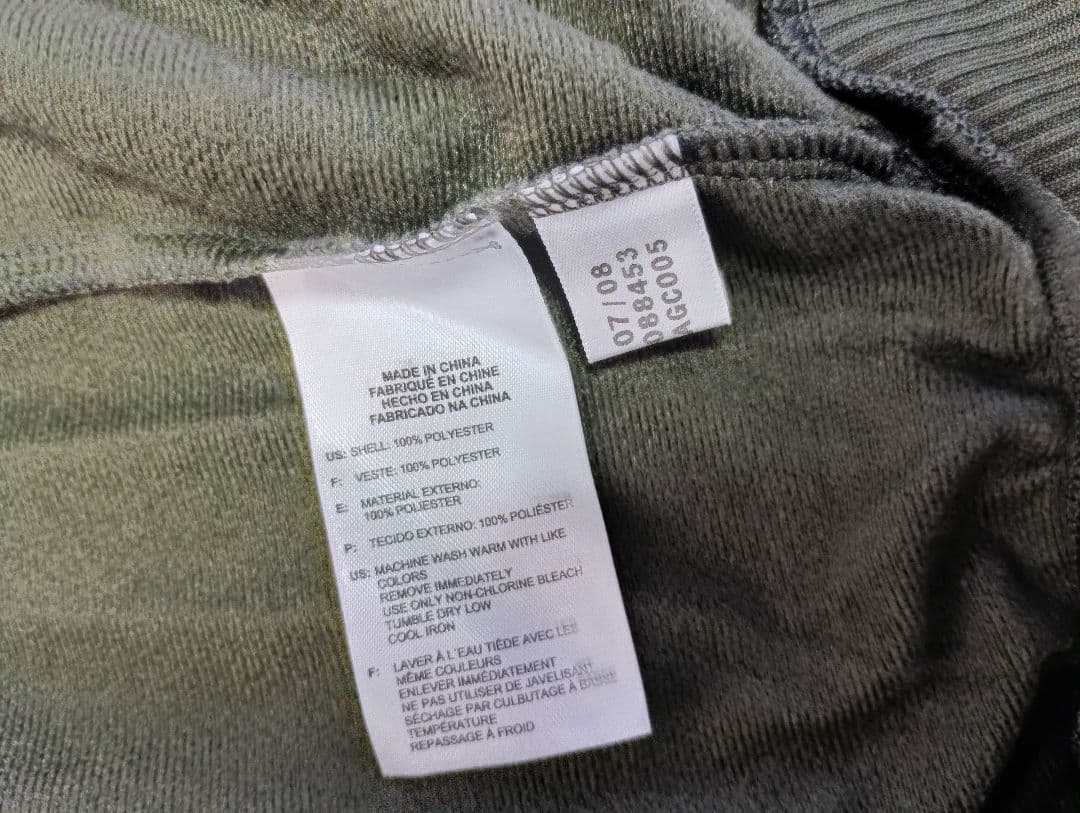 MADE IN CHINA
FABRIQUÉ EN CHINE
HECHO EN CHINA
FABRICADO NA CHINA
US: SHELL: 100% POLYESTER
F: VESTE: 100% POLYESTER
E: MATERIAL EXTERNO:
100% POLIESTER
P: TECIDO EXTERNO: 100% POLIÉSTER
US: MACHINE WASH WARM WITH LIKE
COLORS
REMOVE IMMEDIATELY
USE ONLY NON-CHLORINE BLEACH
TUMBLE DRY LOW
COOL IRON
F: LAVER À L'EAU TIÈDE AVEC LES
MÊME COULEURS
ENLEVER IMMÉDIATEMENT
NE PAS UTILISER DE JAVELISANT
SÉCHAGE PAR CULBUTAGE À BASSE
TEMPÉRATURE
REPASSAGE À FROID
07/08
088453
AGC005